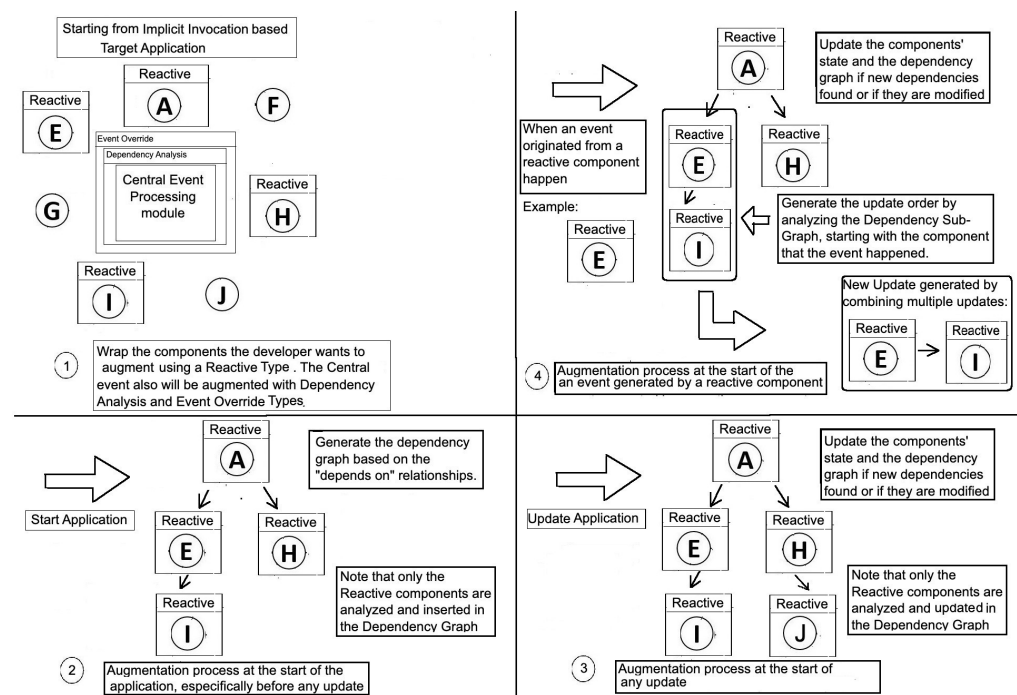 Starting from Implicit Invocation based
Target Application
Reactive
A
F
Reactive
E
Event Override
Dependency Analysis
Central Event
Processing
module
G
Reactive
H
Reactive
I
J
1
Wrap the components the developer wants to
augment using a Reactive Type . The Central
event also will be augmented with Dependency
Analysis and Event Override Types.
Reactive
A
Update the components'
state and the dependency
graph if new dependencies
found or if they are modified
When an event
originated from a
reactive component
happen
Example:
Reactive
E
Reactive
E
Reactive
H
Reactive
I
Generate the update order by
analyzing the Dependency Sub-
Graph, starting with the component
that the event happened.
New Update generated by
combining multiple updates:
Reactive
E
Reactive
I
4
Augmentation process at the start of the
an event generated by a reactive component
Reactive
A
Generate the dependency
graph based on the
"depends on" relationships.
Start Application
Reactive
E
Reactive
H
Reactive
I
Note that only the
Reactive components are
analyzed and inserted in
the Dependency Graph
2
Augmentation process at the start of the
application, especifically before any update
Reactive
A
Update the components'
state and the dependency
graph if new dependencies
found or if they are modified
Update Application
Reactive
E
Reactive
H
Reactive
I
Reactive
J
Note that only the
Reactive components are
analyzed and updated in
the Dependency Graph
3
Augmentation process at the start of
any update